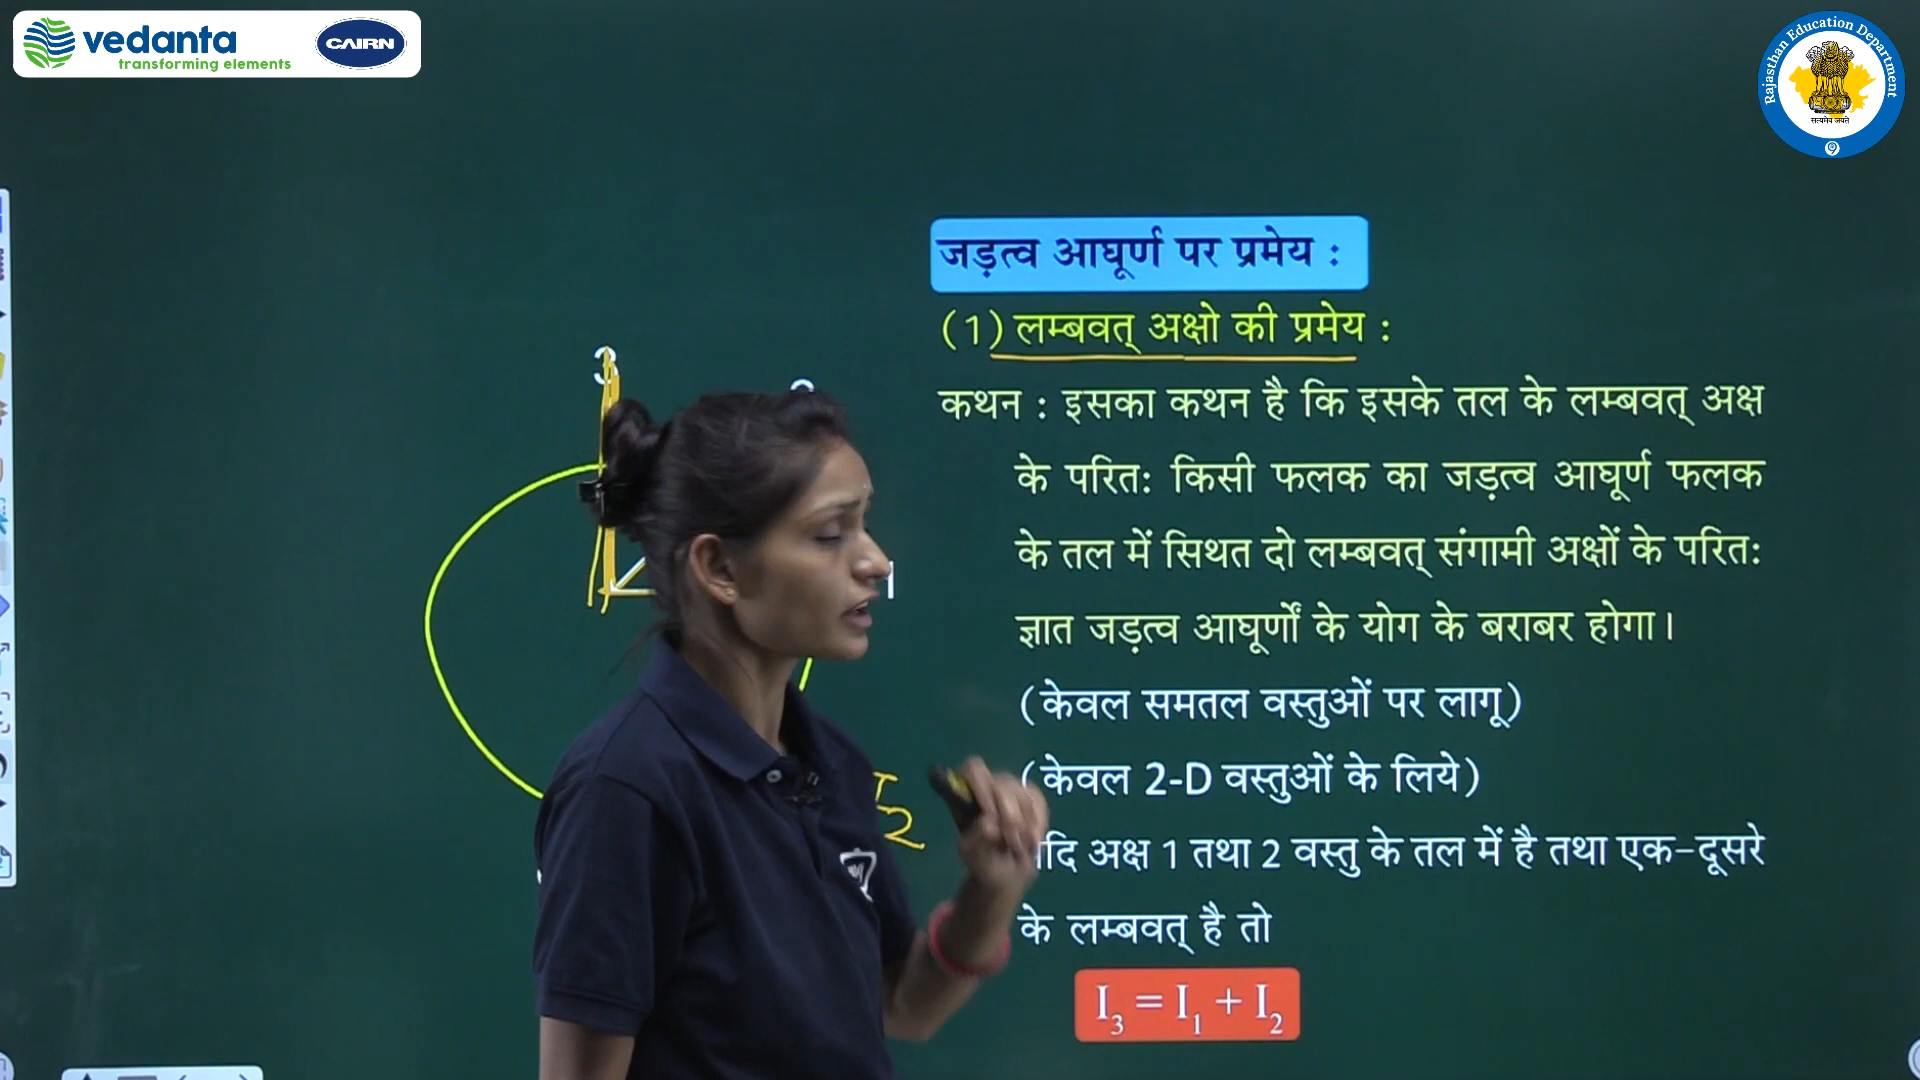 vedanta
transforming elements
CAIRN
Rajasthan Education Department
सत्यमेव जयते
जड़त्व आघूर्ण पर प्रमेय :
(1) लम्बवत् अक्षो की प्रमेय :
कथन : इसका कथन है कि इसके तल के लम्बवत् अक्ष
के परित: किसी फलक का जड़त्व आघूर्ण फलक
के तल में सिथत दो लम्बवत् संगामी अक्षों के परित:
ज्ञात जड़त्व आघूर्णों के योग के बराबर होगा।
(केवल समतल वस्तुओं पर लागू)
(केवल 2-D वस्तुओं के लिये)
अक्ष 1 तथा 2 वस्तु के तल में है तथा एक-दूसरे
के लम्बवत् है तो
I₃ = I₁ + I₂
3
1
I₂